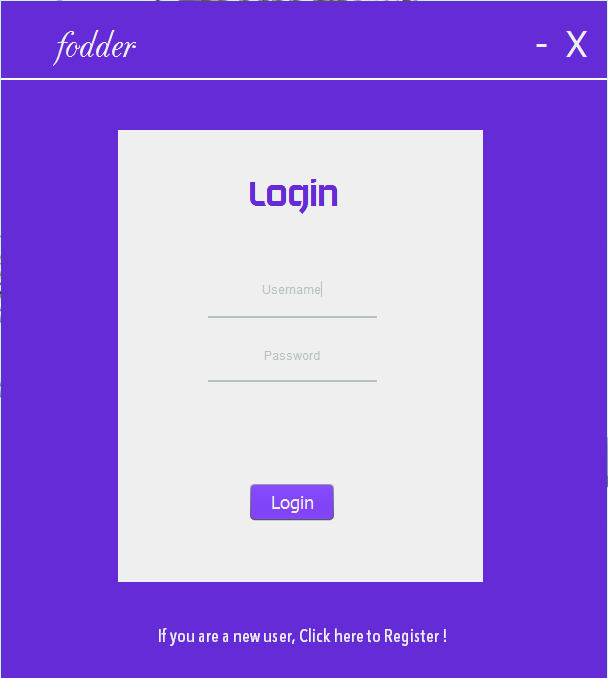 fodder
- X
Login
Username
Password
Login
If you are a new user, Click here to Register !